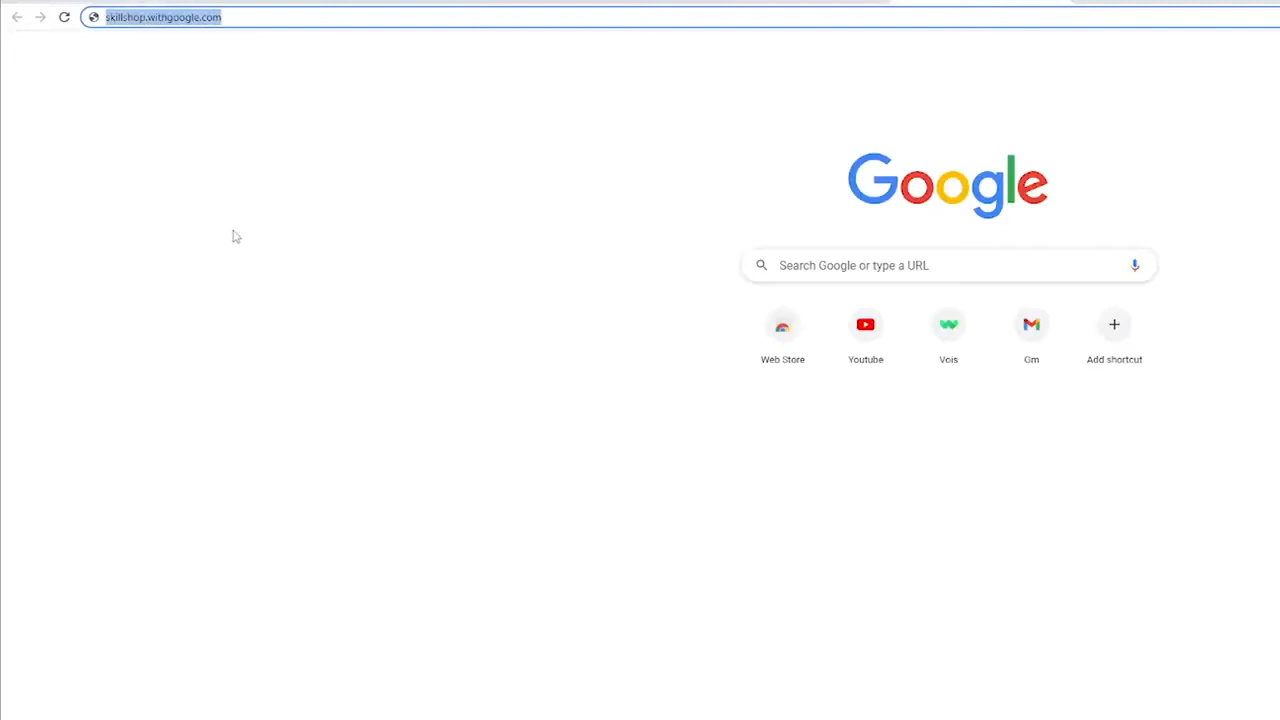 skillshop.withgoogle.com
Google
Search Google or type a URL
Web Store
Youtube
Vois
Gm
Add shortcut